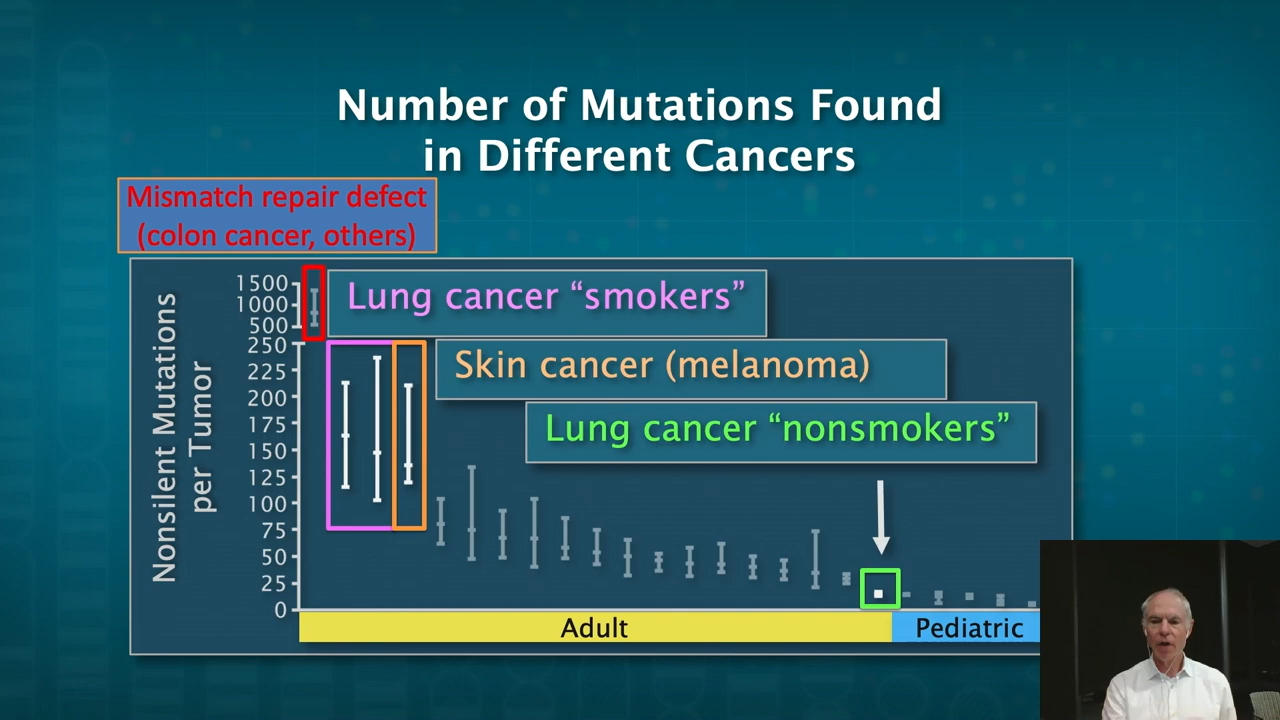 Number of Mutations Found
in Different Cancers
Mismatch repair defect
(colon cancer, others)
Nonsilent Mutations
per Tumor
1500
1000
500
250
225
200
175
150
125
100
75
50
25
0
Lung cancer “smokers”
Skin cancer (melanoma)
Lung cancer “nonsmokers”
Adult
Pediatric